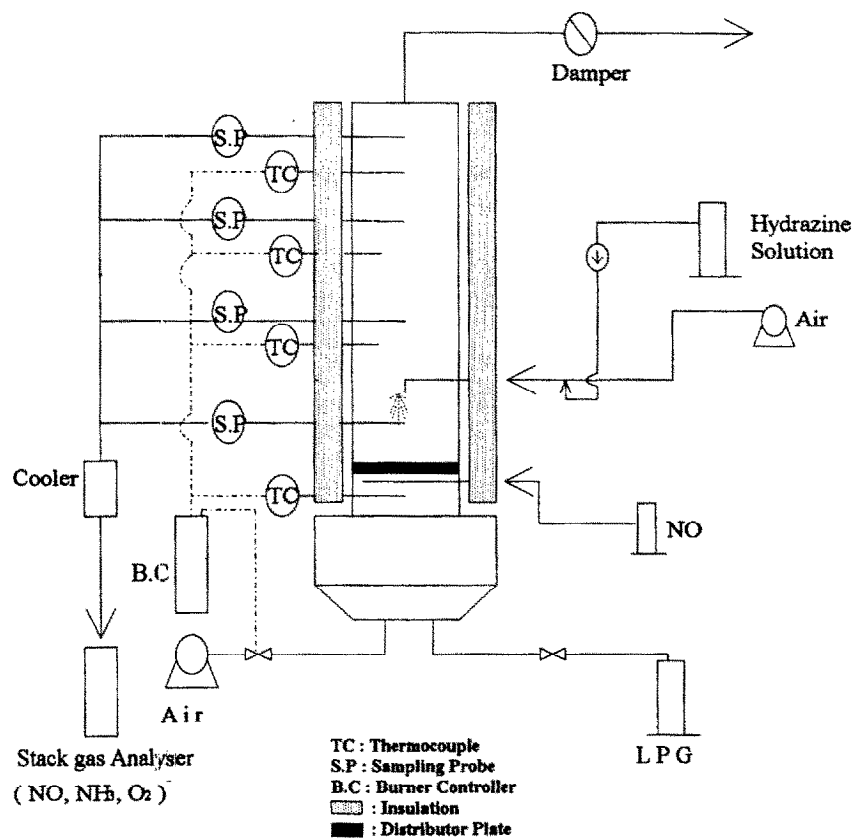 Damper
S.P
TC
S.P
Hydrazine
Solution
TC
Air
S.P
TC
S.P
Cooler
TC
NO
B.C
Air
LPG
Stack gas Analyser
( NO, NH3, O2 )
TC : Thermocouple
S.P : Sampling Probe
B.C : Burner Controller
: Insulation
: Distributor Plate